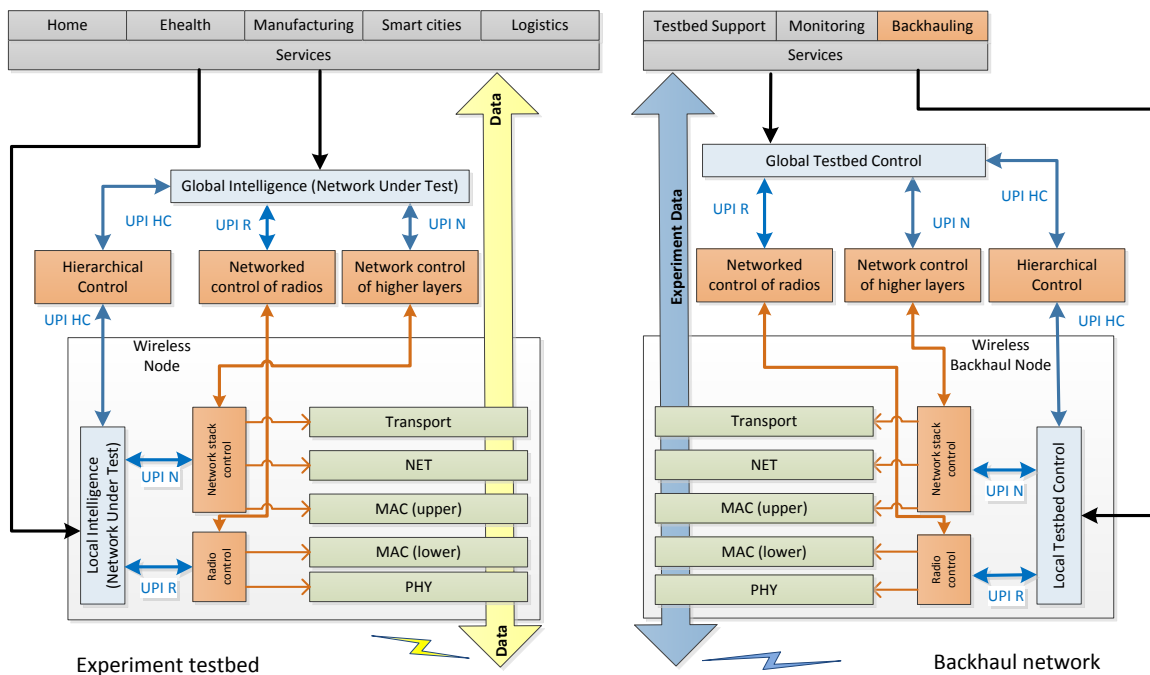 Home
Ehealth
Manufacturing
Smart cities
Logistics
Services
Data
Global Intelligence (Network Under Test)
UPI HC
UPI R
UPI N
Hierarchical
Control
Networked
control of radios
Network control
of higher layers
UPI HC
Wireless
Node
Local Intelligence
(Network Under Test)
UPI N
UPI R
Network stack
control
Radio
control
Transport
NET
MAC (upper)
MAC (lower)
PHY
Data
Experiment testbed
Testbed Support
Monitoring
Backhauling
Services
Experiment Data
Global Testbed Control
UPI R
UPI N
UPI HC
Networked
control of radios
Network control
of higher layers
Hierarchical
Control
UPI HC
Wireless
Backhaul Node
Transport
NET
MAC (upper)
MAC (lower)
PHY
Network stack
control
Radio
control
UPI N
UPI R
Local Testbed Control
Backhaul network